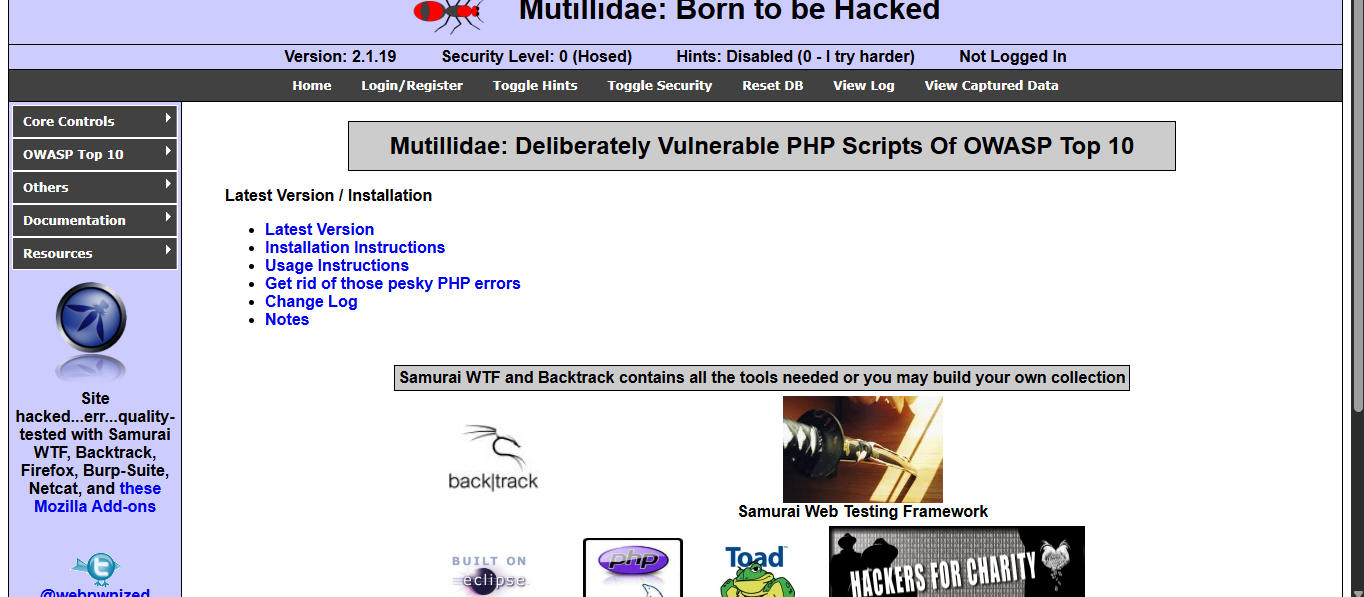 Mutillidae: Born to be Hacked
Version: 2.1.19 Security Level: 0 (Hosed) Hints: Disabled (0 - I try harder) Not Logged In
Home Login/Register Toggle Hints Toggle Security Reset DB View Log View Captured Data
Core Controls
OWASP Top 10
Others
Documentation
Resources
Site
hacked...err...quality-
tested with Samurai
WTF, Backtrack,
Firefox, Burp-Suite,
Netcat, and these
Mozilla Add-ons
@webpwnized
Mutillidae: Deliberately Vulnerable PHP Scripts Of OWASP Top 10
Latest Version / Installation
Latest Version
Installation Instructions
Usage Instructions
Get rid of those pesky PHP errors
Change Log
Notes
Samurai WTF and Backtrack contains all the tools needed or you may build your own collection
back|track
Samurai Web Testing Framework
BUILT ON
eclipse
php
Toad
HACKERS FOR CHARITY